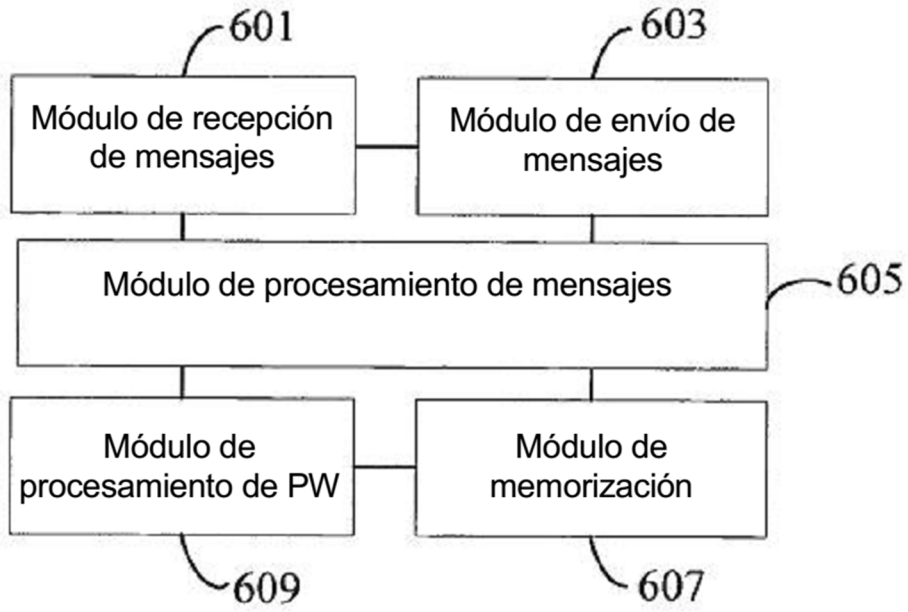 601
603
Módulo de recepción
de mensajes
Módulo de envío de
mensajes
Módulo de procesamiento de mensajes
605
Módulo de
procesamiento de PW
Módulo de
memorización
609
607